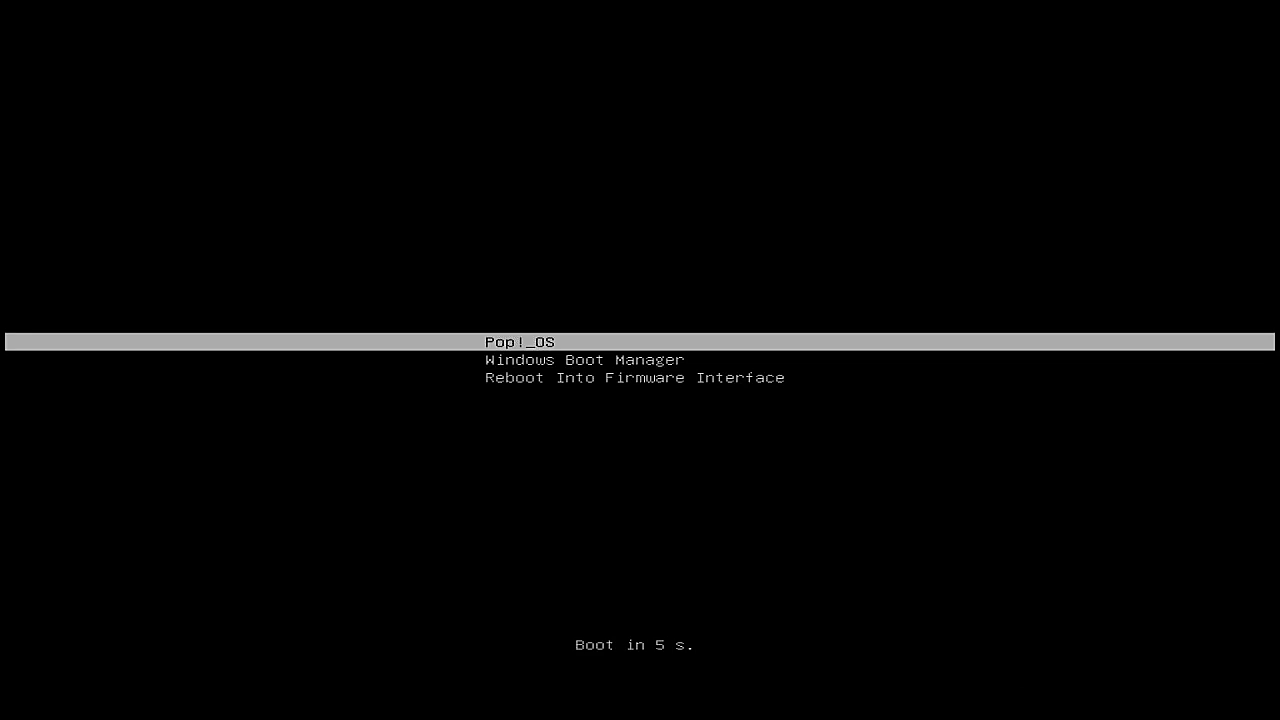 Pop!_OS
Windows Boot Manager
Reboot Into Firmware Interface
Boot in 5 s.